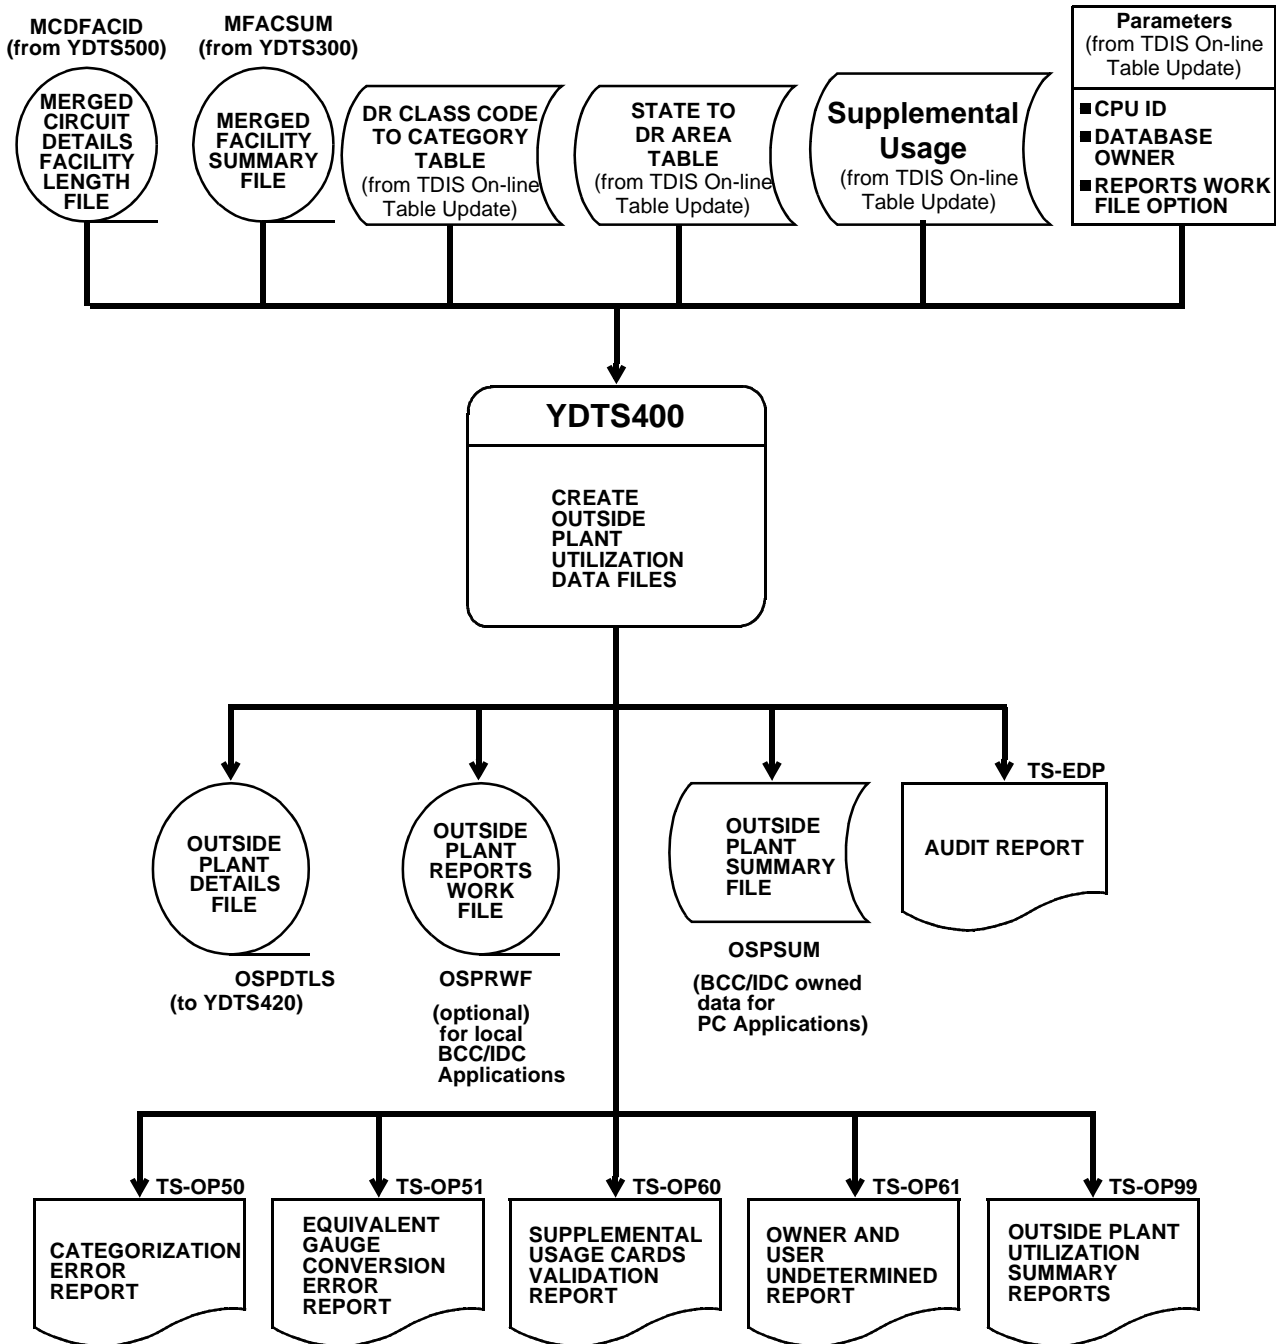 MCDFACID
(from YDTS500)
MERGED
CIRCUIT
DETAILS
FACILITY
LENGTH
FILE
MFACSUM
(from YDTS300)
MERGED
FACILITY
SUMMARY
FILE
DR CLASS CODE
TO CATEGORY
TABLE
(from TDIS On-line
Table Update)
STATE TO
DR AREA
TABLE
(from TDIS On-line
Table Update)
Supplemental
Usage
(from TDIS On-line
Table Update)
Parameters
(from TDIS On-line
Table Update)
■ CPU ID
■ DATABASE
OWNER
■ REPORTS WORK
FILE OPTION
YDTS400
CREATE
OUTSIDE
PLANT
UTILIZATION
DATA FILES
OUTSIDE
PLANT
DETAILS
FILE
OSPDTLS
(to YDTS420)
OUTSIDE
PLANT
REPORTS
WORK
FILE
OSPRWF
(optional)
for local
BCC/IDC
Applications
OUTSIDE
PLANT
SUMMARY
FILE
OSPSUM
(BCC/IDC owned
data for
PC Applications)
TS-EDP
AUDIT REPORT
TS-OP50
CATEGORIZATION
ERROR
REPORT
TS-OP51
EQUIVALENT
GAUGE
CONVERSION
ERROR
REPORT
TS-OP60
SUPPLEMENTAL
USAGE CARDS
VALIDATION
REPORT
TS-OP61
OWNER AND
USER
UNDETERMINED
REPORT
TS-OP99
OUTSIDE PLANT
UTILIZATION
SUMMARY
REPORTS